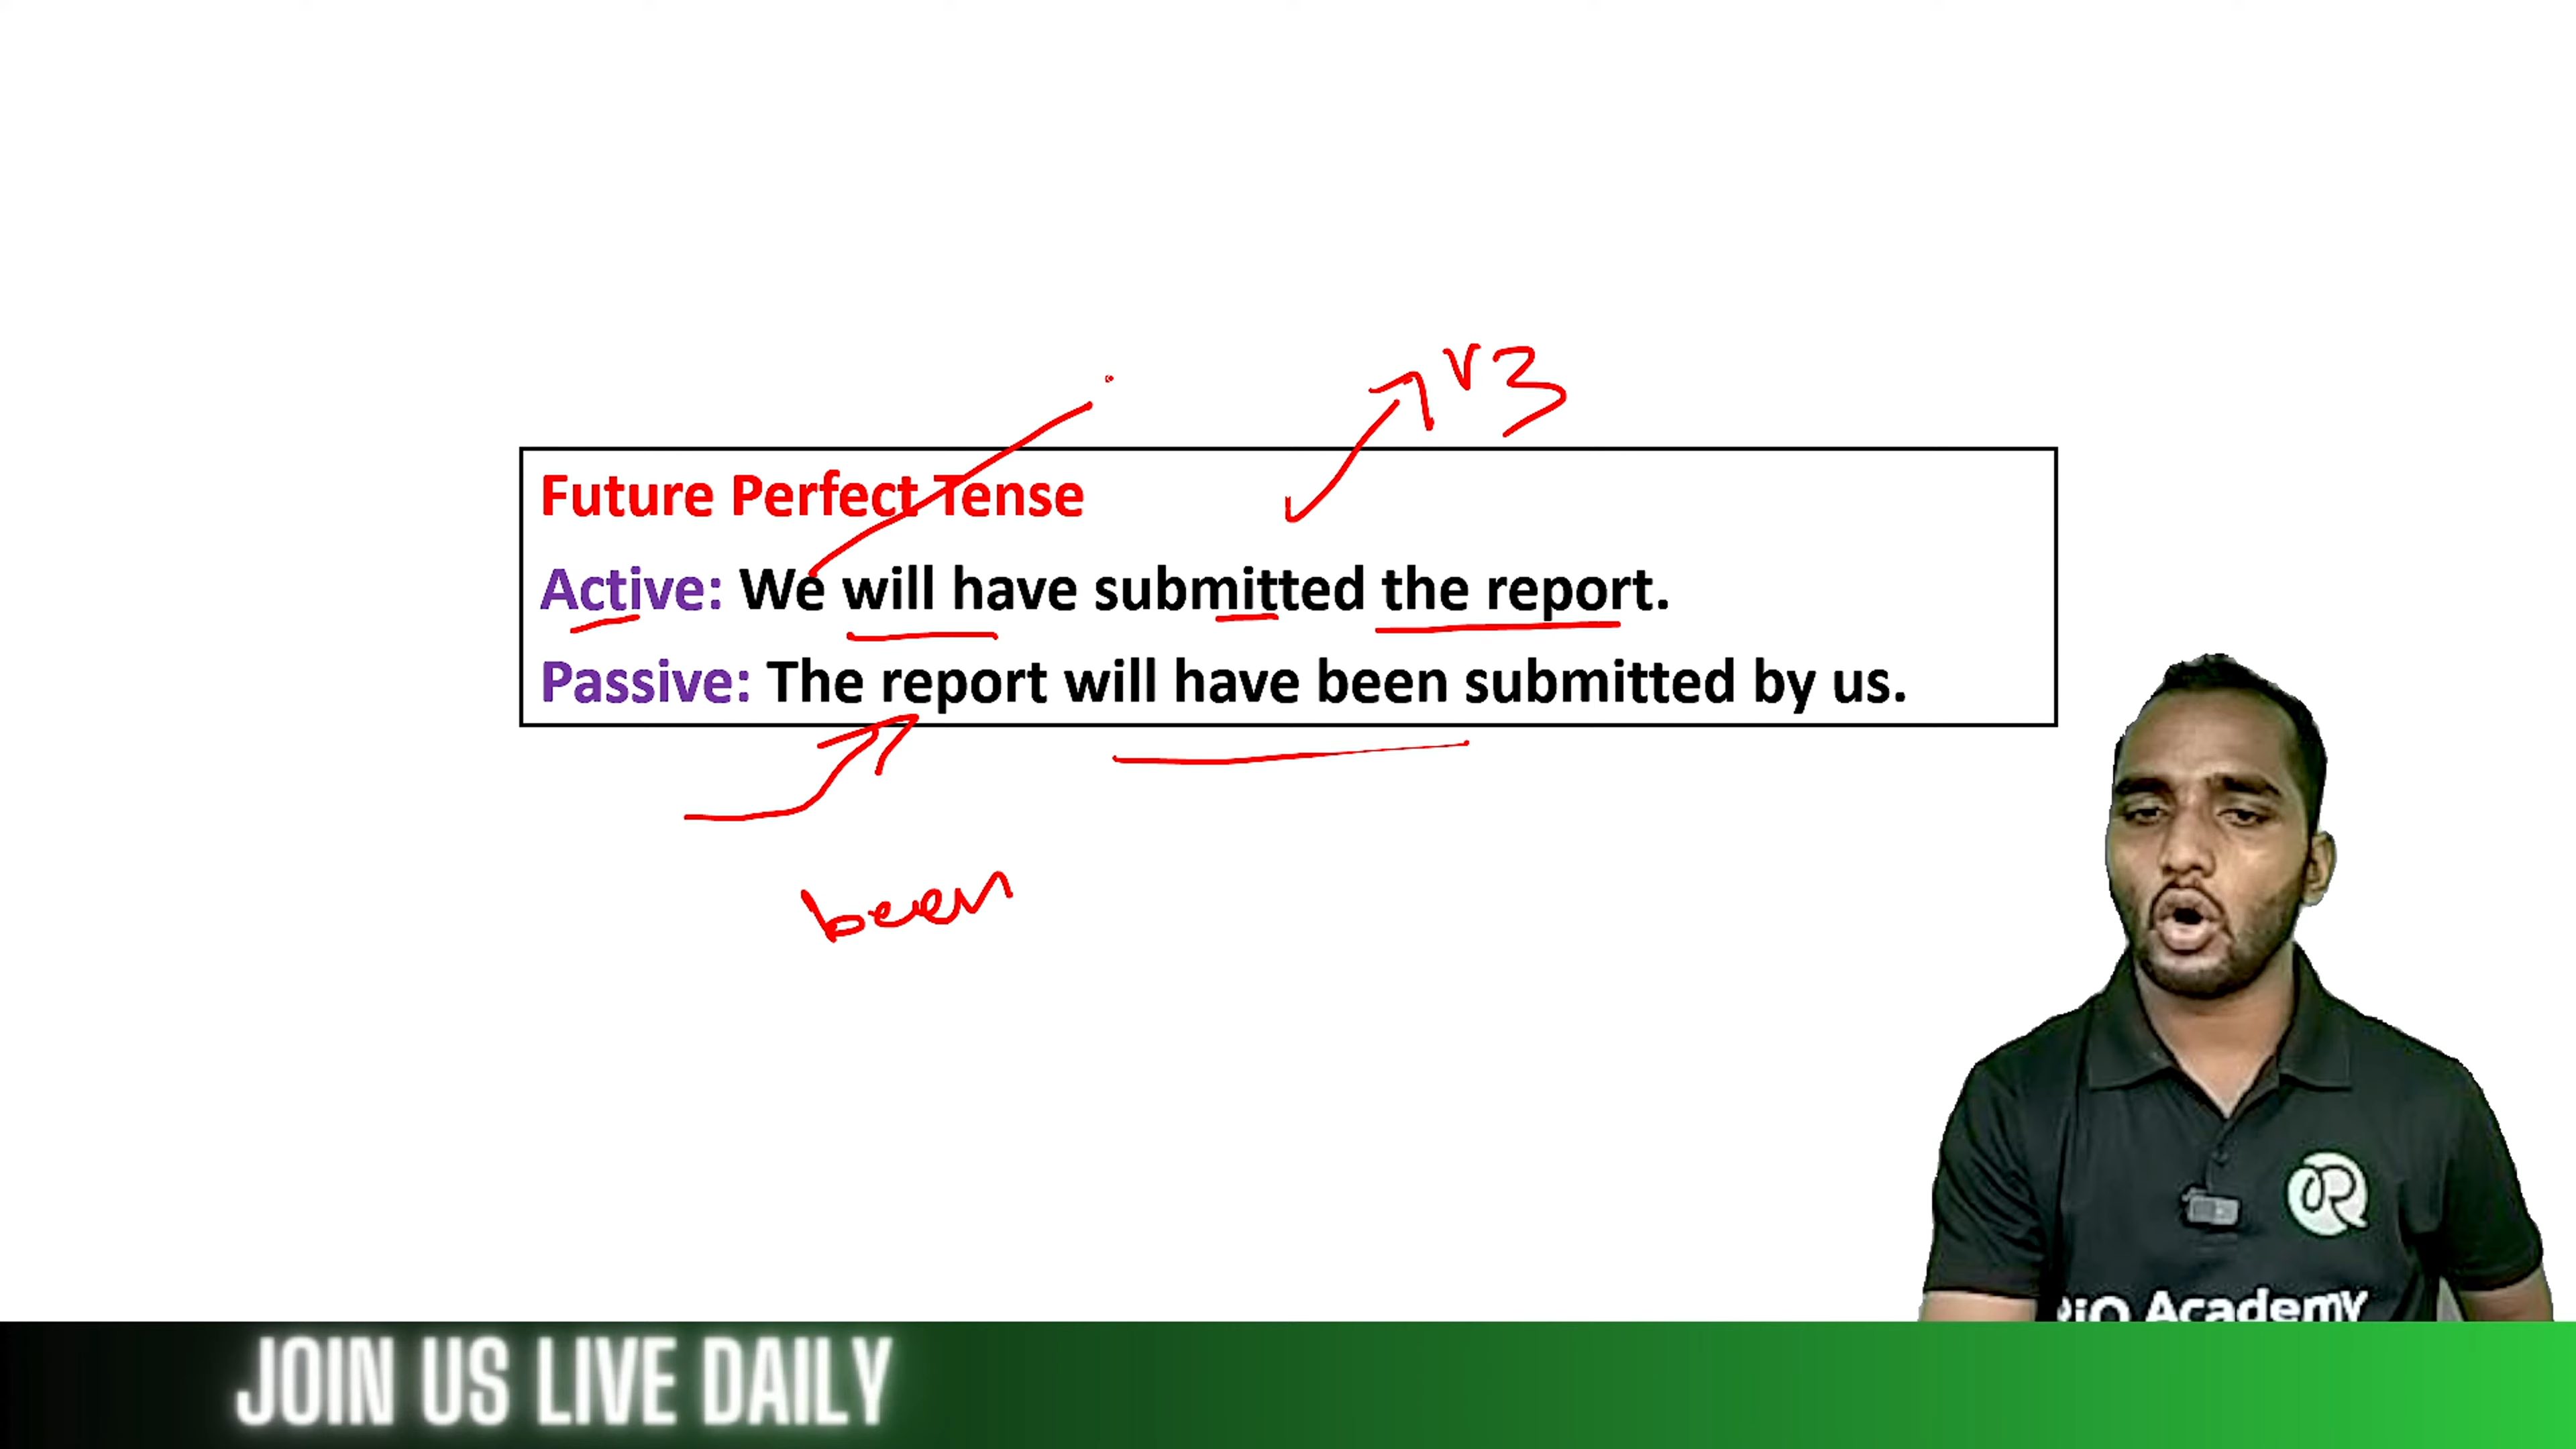 v3
Future Perfect Tense
Active: We will have submitted the report.
Passive: The report will have been submitted by us.
been
RiO Academy
JOIN US LIVE DAILY